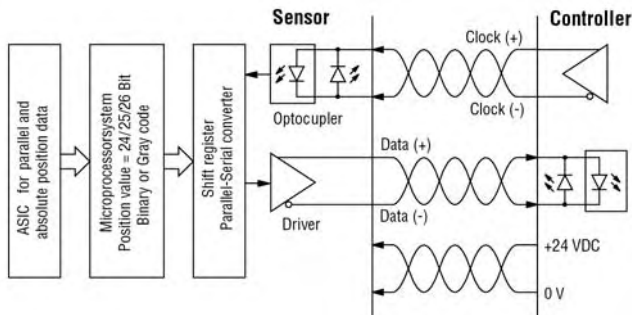 Sensor
Controller
ASIC for parallel and
absolute position data
Microprocessorsystem
Position value = 24/25/26 Bit
Binary or Gray code
Shift register
Parallel-Serial converter
Optocupler
Clock (+)
Clock (-)
Data (+)
Data (-)
Driver
+24 VDC
0 V